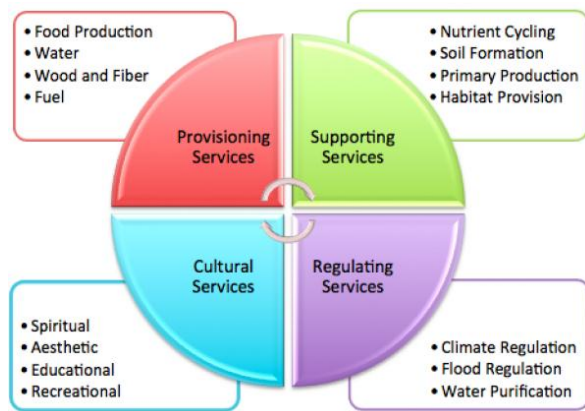 • Food Production
• Water
• Wood and Fiber
• Fuel
• Nutrient Cycling
• Soil Formation
• Primary Production
• Habitat Provision
Provisioning
Services
Supporting
Services
Cultural
Services
Regulating
Services
• Spiritual
• Aesthetic
• Educational
• Recreational
• Climate Regulation
• Flood Regulation
• Water Purification